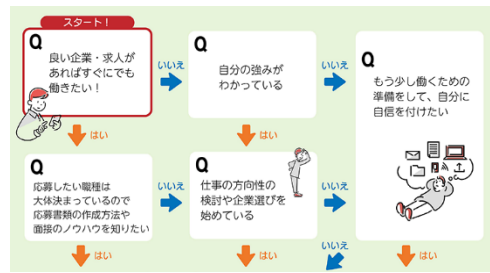 スタート！
Q
良い企業・求人が
あればすぐにでも
働きたい！
いいえ
Q
自分の強みが
わかっている
いいえ
Q
もう少し働くための
準備をして、自分に
自信を付けたい
はい
はい
Q
応募したい職種は
大体決まっているので
応募書類の作成方法や
面接のノウハウを知りたい
いいえ
Q
仕事の方向性の
検討や企業選びを
始めている
いいえ
はい
はい
はい